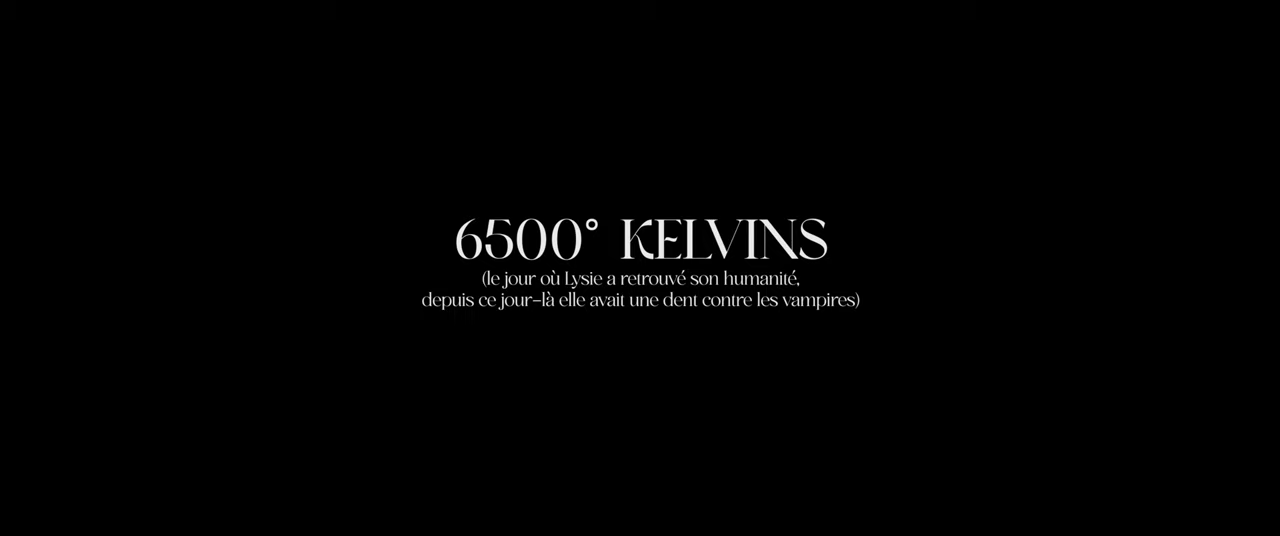 6500° KELVINS
(le jour où Lysie a retrouvé son humanité,
depuis ce jour-là elle avait une dent contre les vampires)